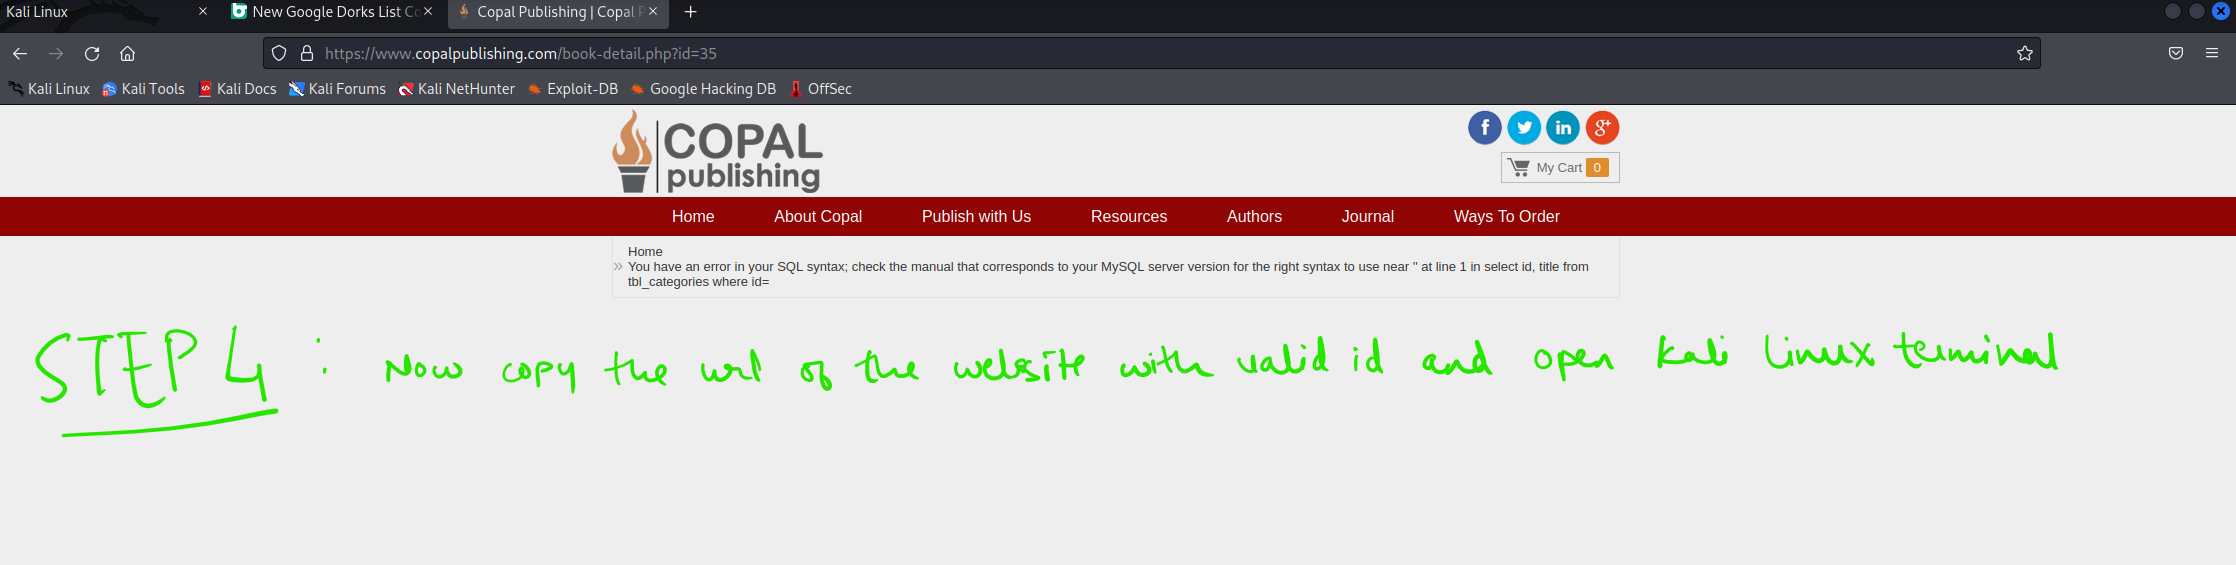 Kali Linux
New Google Dorks List Co
Copal Publishing | Copal P
https://www.copalpublishing.com/book-detail.php?id=35
Kali Linux Kali Tools Kali Docs Kali Forums Kali NetHunter Exploit-DB Google Hacking DB OffSec
COPAL
publishing
My Cart 0
Home About Copal Publish with Us Resources Authors Journal Ways To Order
Home
» You have an error in your SQL syntax; check the manual that corresponds to your MySQL server version for the right syntax to use near '' at line 1 in select id, title from
tbl_categories where id=
STEP 4 : Now copy the url of the website with valid id and open Kali Linux terminal